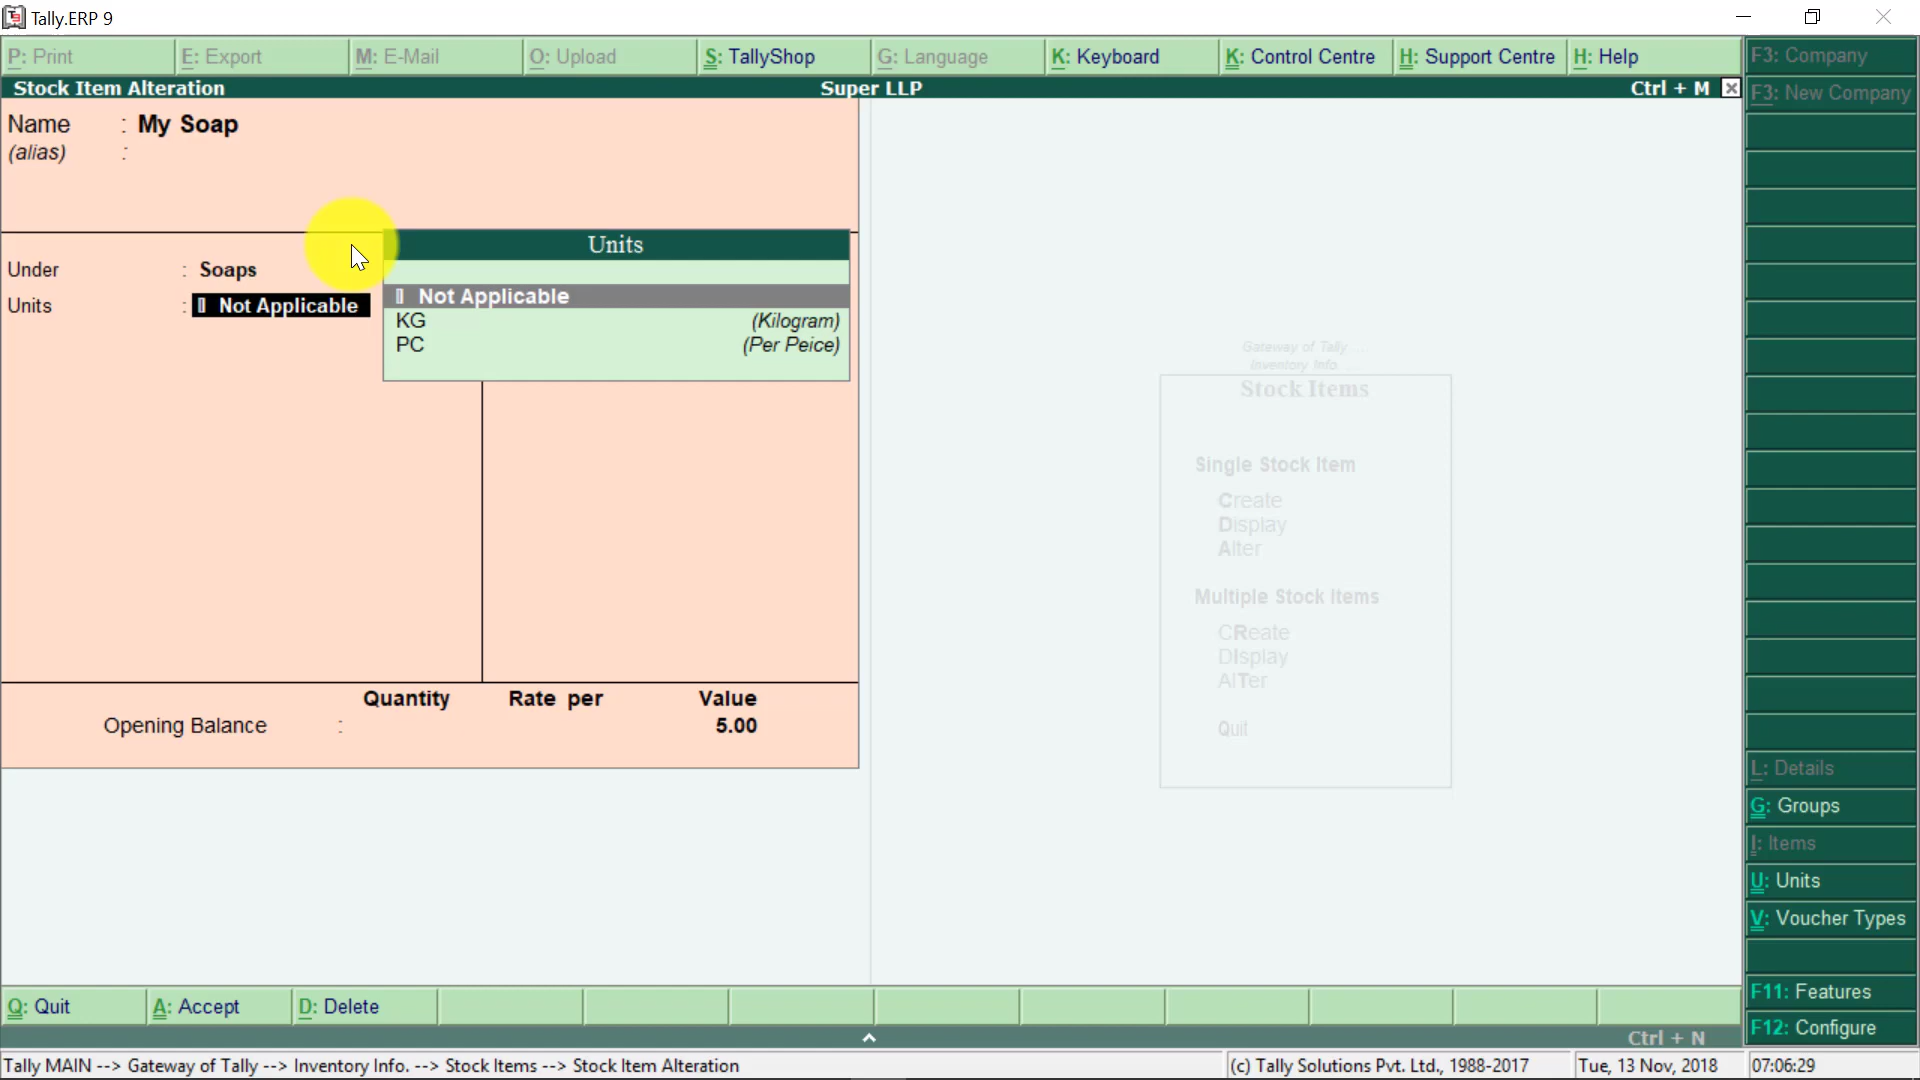 Tally.ERP 9
P: Print E: Export M: E-Mail O: Upload S: TallyShop G: Language K: Keyboard K: Control Centre H: Support Centre H: Help
F3: Company
F3: New Company
Stock Item Alteration Super LLP Ctrl + M
Name : My Soap
(alias) :
Under : Soaps
Units : Not Applicable
Units
Not Applicable
KG (Kilogram)
PC (Per Peice)
Gateway of Tally ...
Inventory Info. ...
Stock Items
Single Stock Item
Create
Display
Alter
Multiple Stock Items
CReate
DIsplay
AlTer
Quit
Quantity Rate per Value
Opening Balance : 5.00
L: Details
G: Groups
I: Items
U: Units
V: Voucher Types
F11: Features
F12: Configure
Q: Quit A: Accept D: Delete
Ctrl + N
Tally MAIN --> Gateway of Tally --> Inventory Info. --> Stock Items --> Stock Item Alteration (c) Tally Solutions Pvt. Ltd., 1988-2017 Tue, 13 Nov, 2018 07:06:29